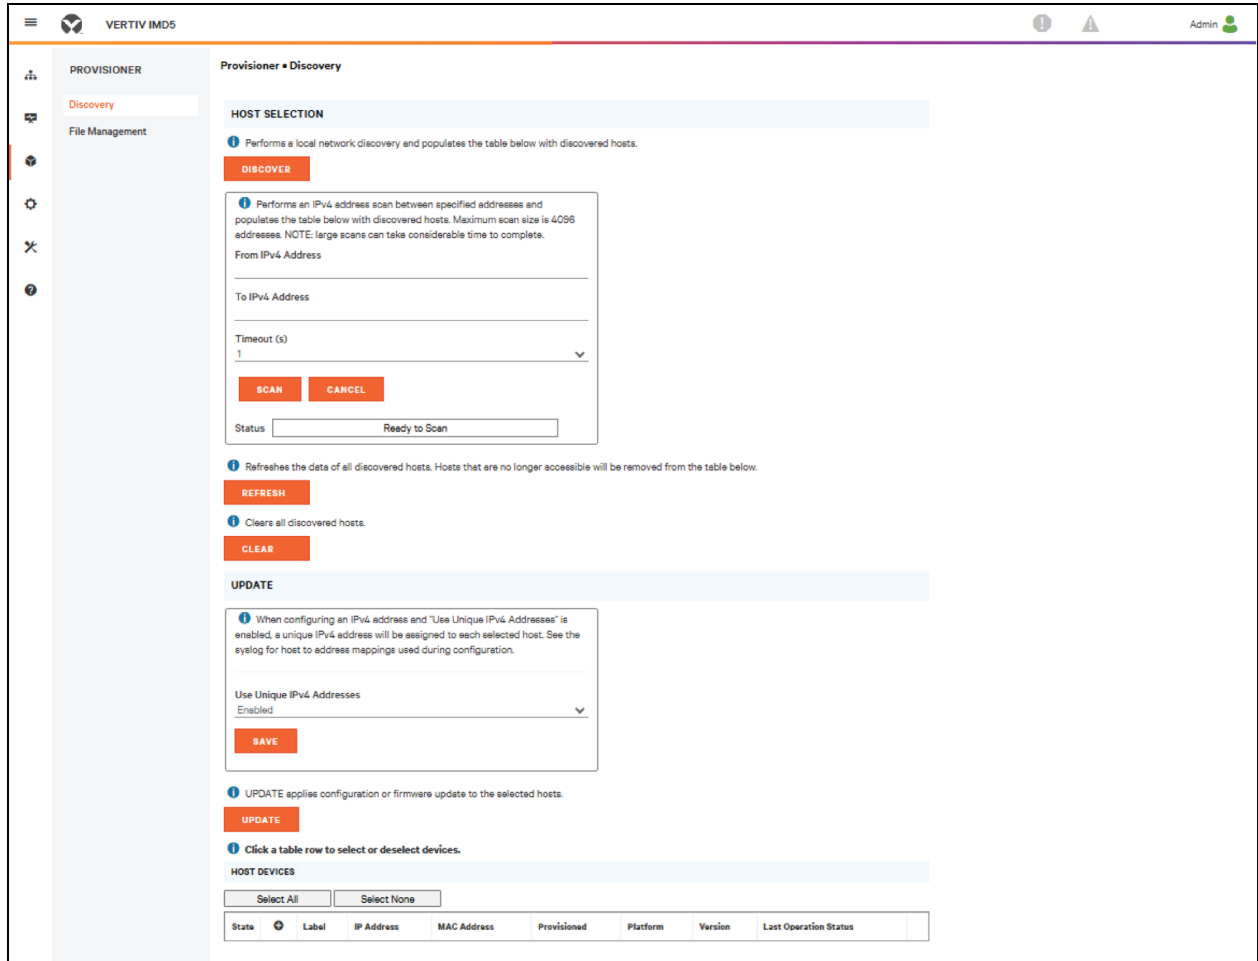 VERTIV IMD5
Admin
PROVISIONER
Discovery
File Management
Provisioner • Discovery
HOST SELECTION
Performs a local network discovery and populates the table below with discovered hosts.
DISCOVER
Performs an IPv4 address scan between specified addresses and
populates the table below with discovered hosts. Maximum scan size is 4096
addresses. NOTE: large scans can take considerable time to complete.
From IPv4 Address
To IPv4 Address
Timeout (s)
1
SCAN CANCEL
Status Ready to Scan
Refreshes the data of all discovered hosts. Hosts that are no longer accessible will be removed from the table below.
REFRESH
Clears all discovered hosts.
CLEAR
UPDATE
When configuring an IPv4 address and "Use Unique IPv4 Addresses" is
enabled, a unique IPv4 address will be assigned to each selected host. See the
syslog for host to address mappings used during configuration.
Use Unique IPv4 Addresses
Enabled
SAVE
UPDATE applies configuration or firmware update to the selected hosts.
UPDATE
Click a table row to select or deselect devices.
HOST DEVICES
Select All Select None
State Label IP Address MAC Address Provisioned Platform Version Last Operation Status